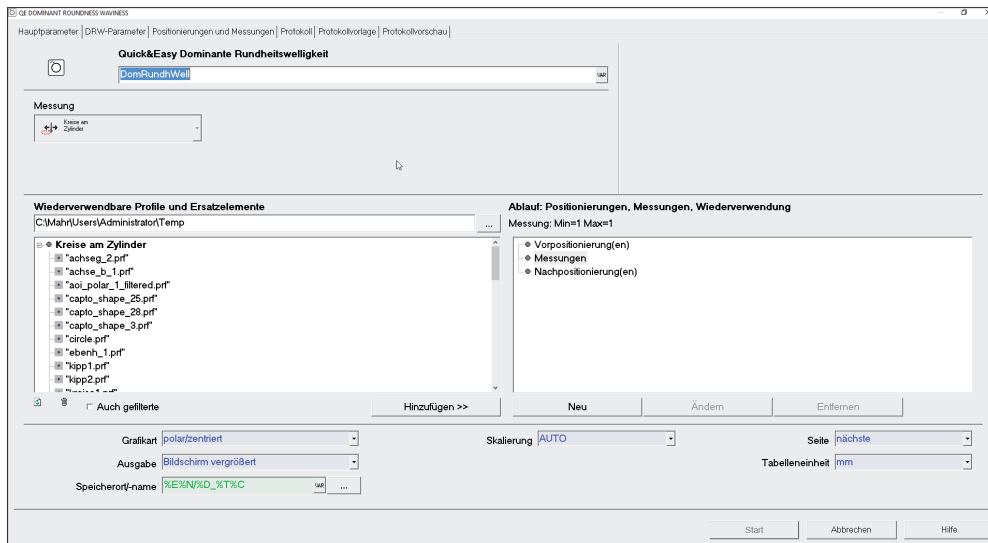 QE DOMINANT ROUNDNESS WAVINESS
Hauptparameter DRW-Parameter Positionierungen und Messungen Protokoll Protokollvorlage Protokollvorschau
Quick&Easy Dominante Rundheitswelligkeit
DomRundhWell
VAR
Messung
Kreise am
Zylinder
Wiederverwendbare Profile und Ersatzelemente
C:\Mahr\Users\Administrator\Temp
...
Kreise am Zylinder
"achseg_2.prf"
"achse_b_1.prf"
"aoi_polar_1_filtered.prf"
"capto_shape_25.prf"
"capto_shape_28.prf"
"capto_shape_3.prf"
"circle.prf"
"ebenh_1.prf"
"kipp1.prf"
"kipp2.prf"
Auch gefilterte
Hinzufügen >>
Ablauf: Positionierungen, Messungen, Wiederverwendung
Messung: Min=1 Max=1
Vorpositionierung(en)
Messungen
Nachpositionierung(en)
Neu Ändern Entfernen
Grafikart polar/zentriert Skalierung AUTO Seite nächste
Ausgabe Bildschirm vergrößert Tabelleneinheit mm
Speicherort/-name %E%N/%D_%T%C VAR ...
Start Abbrechen Hilfe